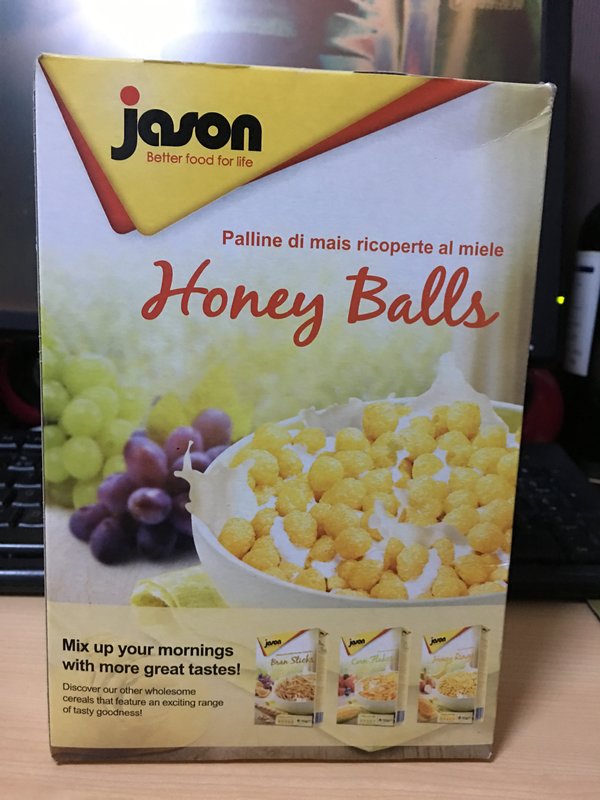 jason
Better food for life
Palline di mais ricoperte al miele
Honey Balls
Mix up your mornings
with more great tastes!
Discover our other wholesome
cereals that feature an exciting range
of tasty goodness!
jason
Bran Sticks
jason
Corn Flakes
jason
Honey Rings